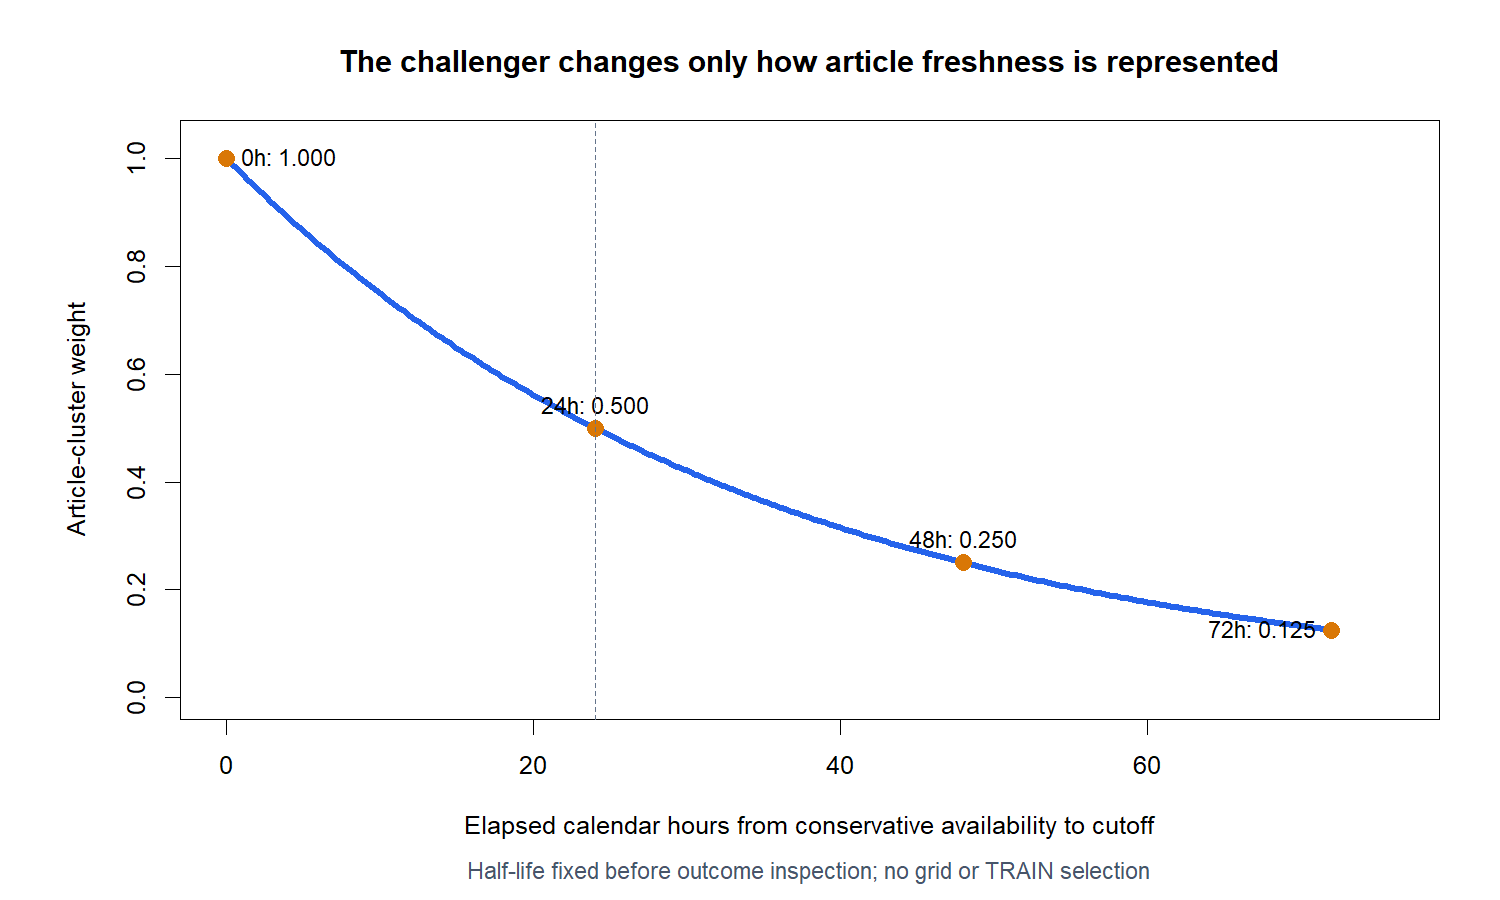 The challenger changes only how article freshness is represented
Article-cluster weight
1.0
0.8
0.6
0.4
0.2
0.0
0h: 1.000
24h: 0.500
48h: 0.250
72h: 0.125
0 20 40 60
Elapsed calendar hours from conservative availability to cutoff
Half-life fixed before outcome inspection; no grid or TRAIN selection